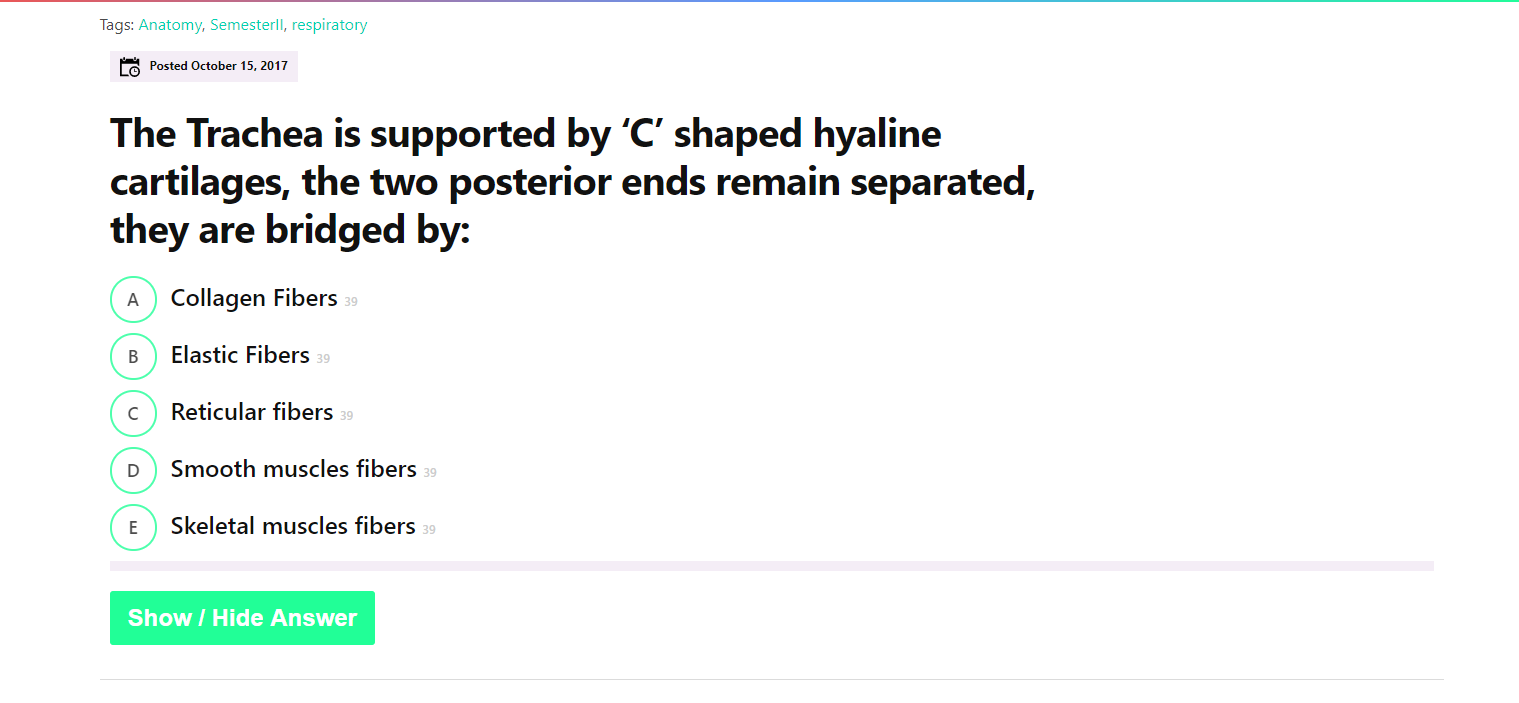 Tags: Anatomy, SemesterII, respiratory
Posted October 15, 2017
The Trachea is supported by ‘C’ shaped hyaline
cartilages, the two posterior ends remain separated,
they are bridged by:
A Collagen Fibers 39
B Elastic Fibers 39
C Reticular fibers 39
D Smooth muscles fibers 39
E Skeletal muscles fibers 39
Show / Hide Answer